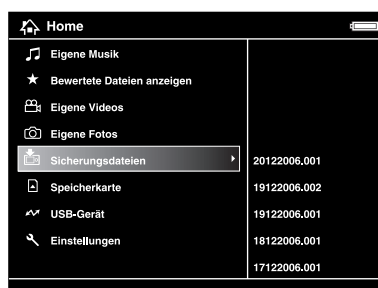 Home
Eigene Musik
Bewertete Dateien anzeigen
Eigene Videos
Eigene Fotos
Sicherungsdateien
20122006.001
Speicherkarte
19122006.002
USB-Gerät
19122006.001
Einstellungen
18122006.001
17122006.001